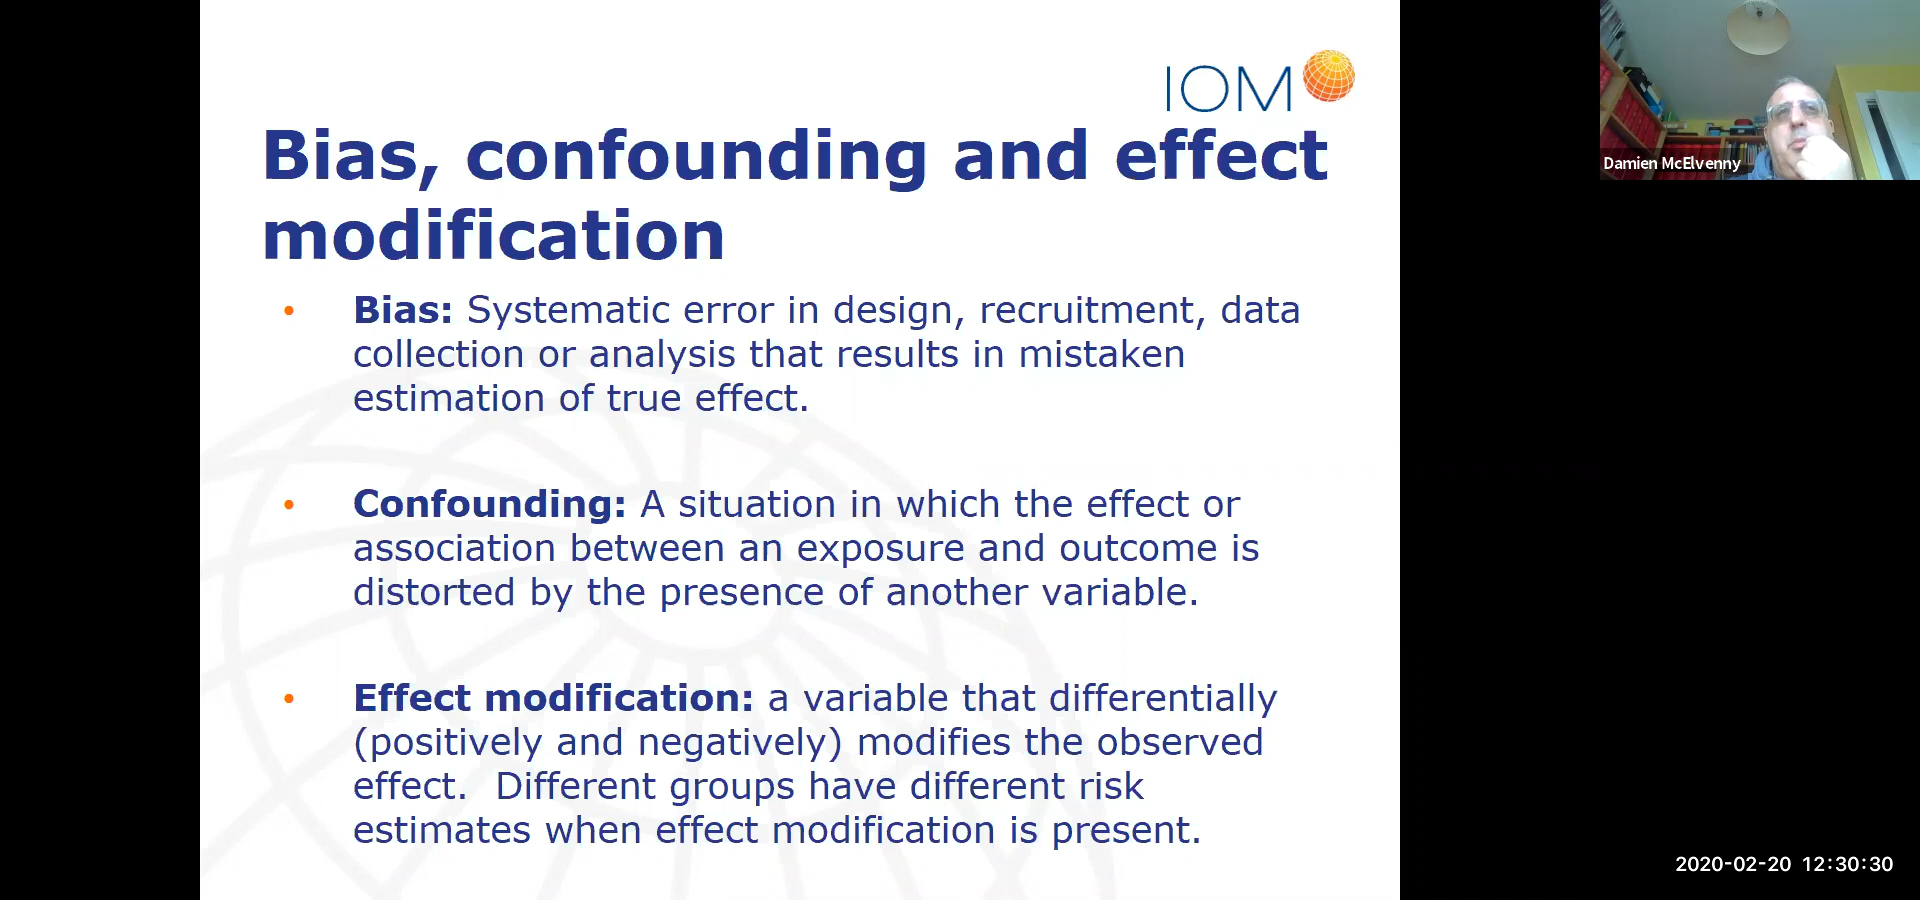 IOM
Bias, confounding and effect
modification
• Bias: Systematic error in design, recruitment, data
collection or analysis that results in mistaken
estimation of true effect.
• Confounding: A situation in which the effect or
association between an exposure and outcome is
distorted by the presence of another variable.
• Effect modification: a variable that differentially
(positively and negatively) modifies the observed
effect.  Different groups have different risk
estimates when effect modification is present.
Damien McElvenny
2020-02-20 12:30:30